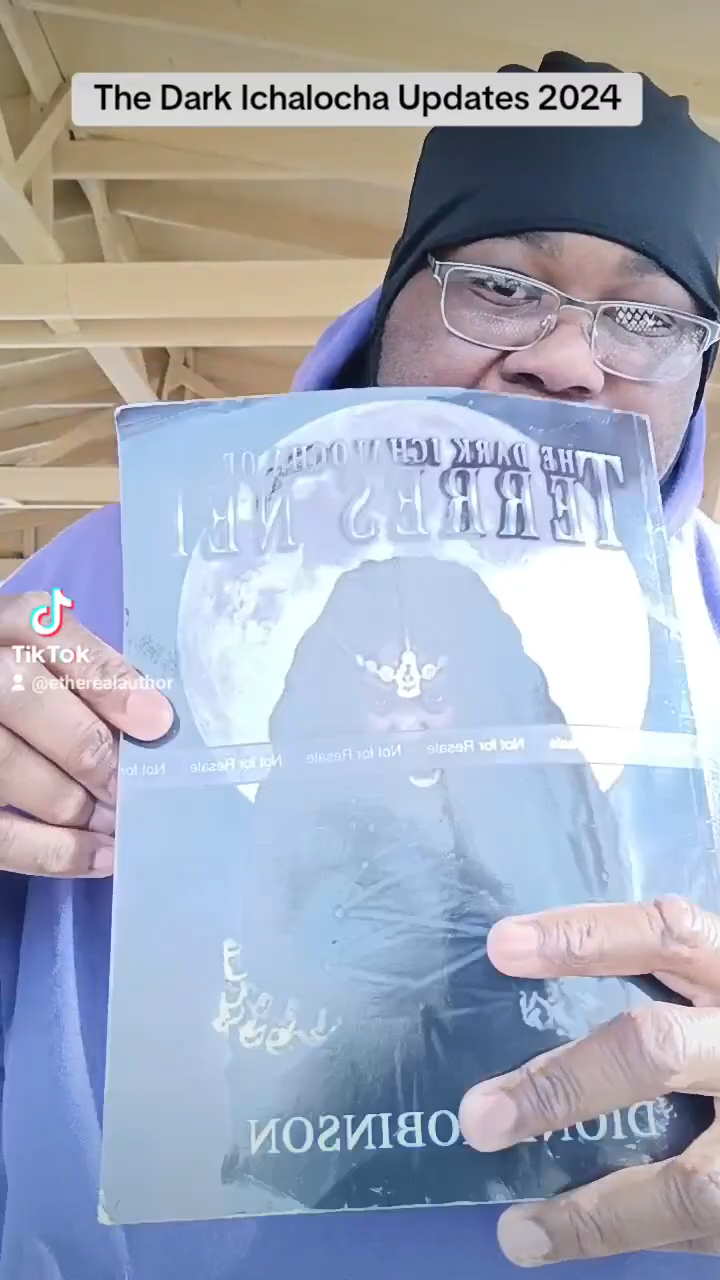 The Dark Ichalocha Updates 2024
THE DARK ICHALOCHA OF
TERRES NE
TikTok
@etherealauthor
Not for Resale Not for Resale Not for Resale Not for Resale
ROBINSON